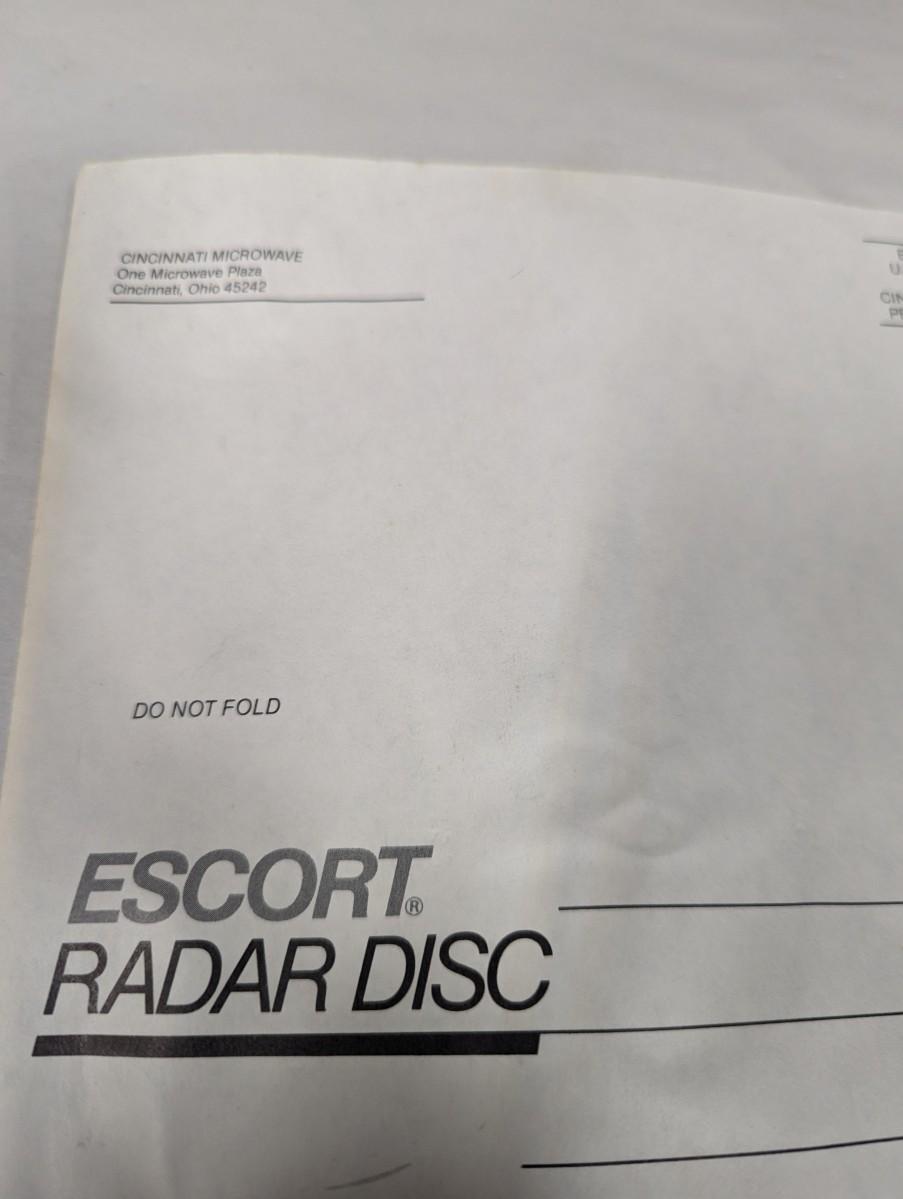 CINCINNATI MICROWAVE
One Microwave Plaza
Cincinnati, Ohio 45242
DO NOT FOLD
ESCORT®
RADAR DISC